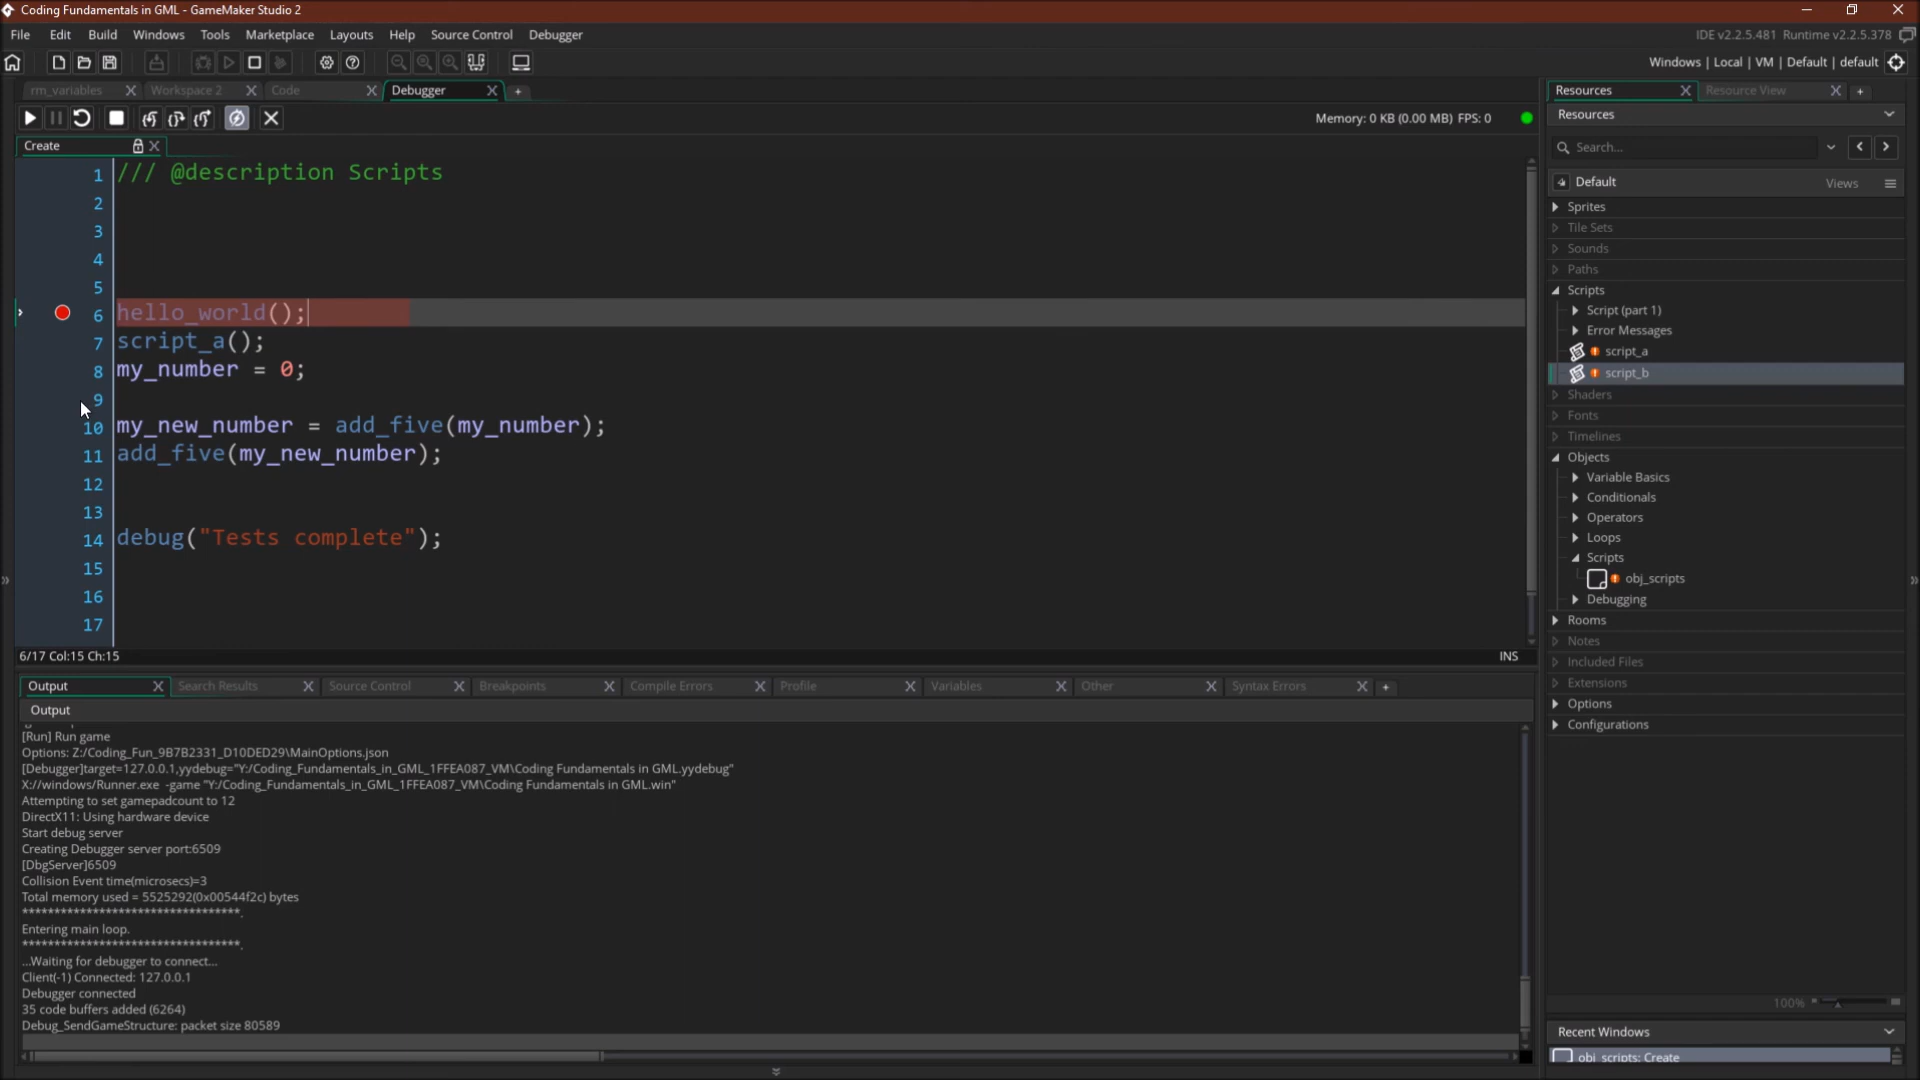 Coding Fundamentals in GML - GameMaker Studio 2
File Edit Build Windows Tools Marketplace Layouts Help Source Control Debugger
IDE v2.2.5.481 Runtime v2.2.5.378
Windows | Local | VM | Default | default
rm_variables Workspace 2 Code Debugger
Memory: 0 KB (0.00 MB) FPS: 0
Create
1 /// @description Scripts
2
3
4
5
6 hello_world();
7 script_a();
8 my_number = 0;
9
10 my_new_number = add_five(my_number);
11 add_five(my_new_number);
12
13
14 debug("Tests complete");
15
16
17
6/17 Col:15 Ch:15
INS
Output Search Results Source Control Breakpoints Compile Errors Profile Variables Other Syntax Errors
Output
[Run] Run game
Options: Z:/Coding_Fun_9B7B2331_D10DED29\MainOptions.json
[Debugger]target=127.0.0.1,yydebug="Y:/Coding_Fundamentals_in_GML_1FFEA087_VM\Coding Fundamentals in GML.yydebug"
X://windows/Runner.exe -game "Y:/Coding_Fundamentals_in_GML_1FFEA087_VM\Coding Fundamentals in GML.win"
Attempting to set gamepadcount to 12
DirectX11: Using hardware device
Start debug server
Creating Debugger server port:6509
[DbgServer]6509
Collision Event time(microsecs)=3
Total memory used = 5525292(0x00544f2c) bytes
**********************************.
Entering main loop.
**********************************.
...Waiting for debugger to connect...
Client(-1) Connected: 127.0.0.1
Debugger connected
35 code buffers added (6264)
Debug_SendGameStructure: packet size 80589
Resources Resource View
Resources
Search...
Default Views
Sprites
Tile Sets
Sounds
Paths
Scripts
Script (part 1)
Error Messages
script_a
script_b
Shaders
Fonts
Timelines
Objects
Variable Basics
Conditionals
Operators
Loops
Scripts
obj_scripts
Debugging
Rooms
Notes
Included Files
Extensions
Options
Configurations
100%
Recent Windows
obj_scripts: Create